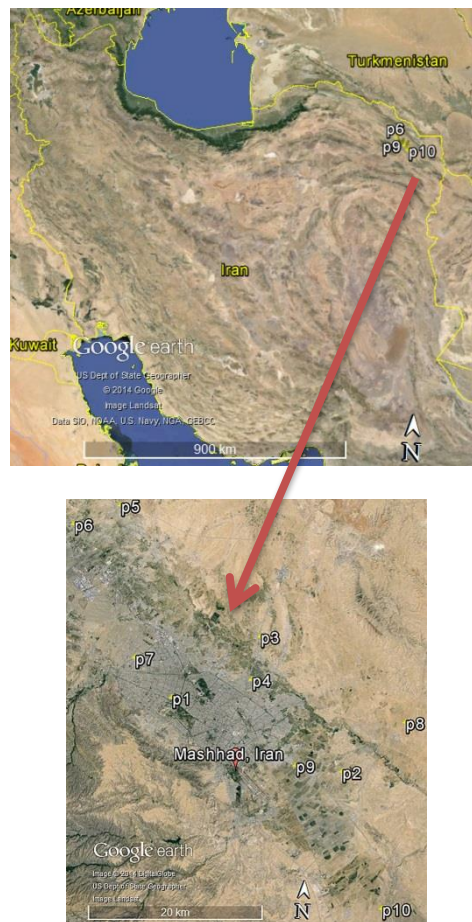 Azerbaijan
Turkmenistan
p6
p9 p10
Iran
Kuwait
Google earth
US Dept of State Geographer
© 2014 Google
Image Landsat
Data SIO, NOAA, U.S. Navy, NGA, GEBCO
900 km
N
p5
p6
p3
p7
p4
p1
p8
Mashhad, Iran
p9
p2
Google earth
Image © 2014 DigitalGlobe
US Dept of State Geographer
Image Landsat
20 km
N
p10